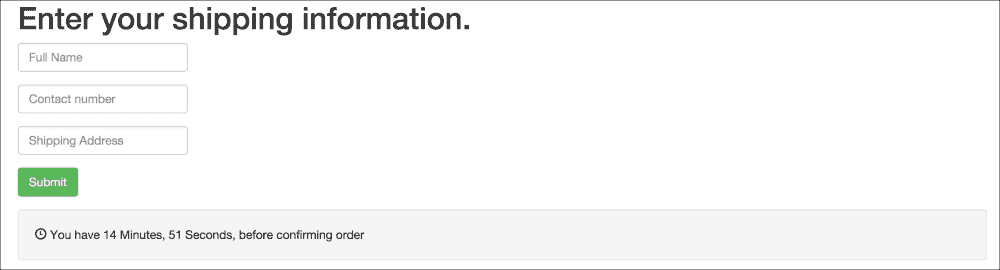 Enter your shipping information.
Full Name
Contact number
Shipping Address
Submit
You have 14 Minutes, 51 Seconds, before confirming order